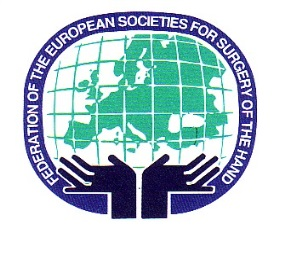 FEDERATION OF THE EUROPEAN SOCIETIES FOR SURGERY OF THE HAND